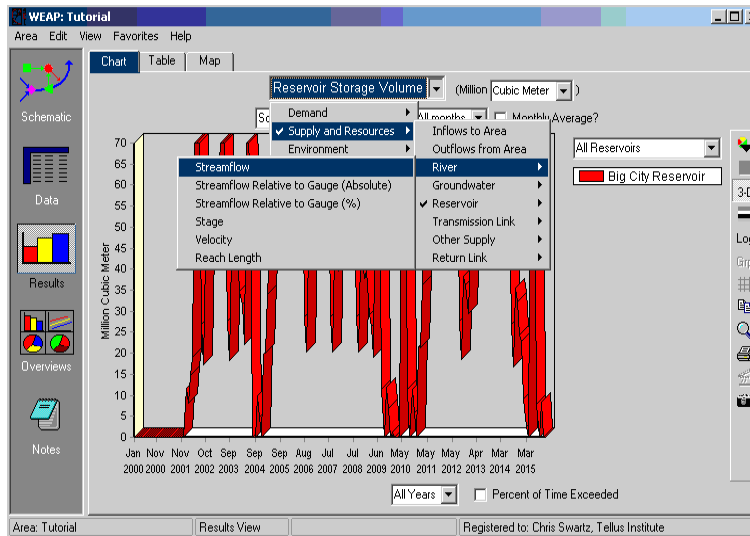 WEAP: Tutorial
Area Edit View Favorites Help
Chart Table Map
Reservoir Storage Volume (Million Cubic Meter )
All months Monthly Average?
Demand
Supply and Resources
Environment
Inflows to Area
Outflows from Area
River
Groundwater
Reservoir
Transmission Link
Other Supply
Return Link
Streamflow
Streamflow Relative to Gauge (Absolute)
Streamflow Relative to Gauge (%)
Stage
Velocity
Reach Length
All Reservoirs
Big City Reservoir
3-D
Schematic
Data
Results
Overviews
Notes
Million Cubic Meter
70
65
60
55
50
45
40
35
30
25
20
15
10
5
0
Jan Nov Nov Oct Sep Sep Aug Jul Jul Jun May May Apr Mar Mar
2000 2000 2001 2002 2003 2004 2005 2006 2007 2008 2009 2010 2011 2012 2013 2014 2015
All Years Percent of Time Exceeded
Area: Tutorial Results View Registered to: Chris Swartz, Tellus Institute